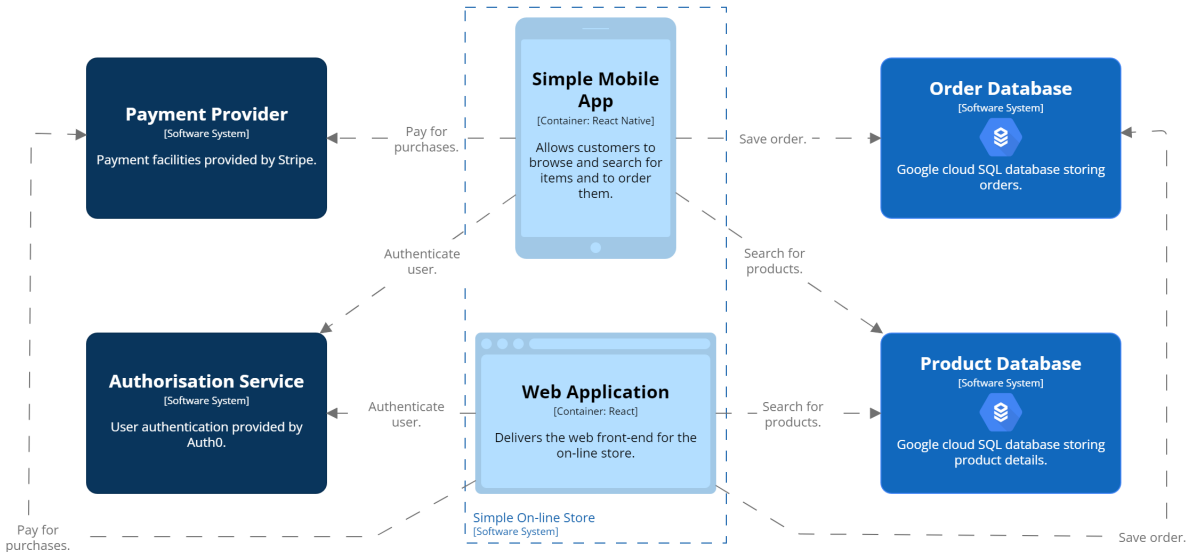 Payment Provider
[Software System]
Payment facilities provided by Stripe.
Pay for
purchases.
Simple Mobile
App
[Container: React Native]
Allows customers to
browse and search for
items and to order
them.
Save order.
Order Database
[Software System]
Google cloud SQL database storing
orders.
Authenticate
user.
Search for
products.
Authorisation Service
[Software System]
User authentication provided by
Auth0.
Authenticate
user.
Web Application
[Container: React]
Delivers the web front-end for the
on-line store.
Search for
products.
Product Database
[Software System]
Google cloud SQL database storing
product details.
Simple On-line Store
[Software System]
Pay for
purchases.
Save order.